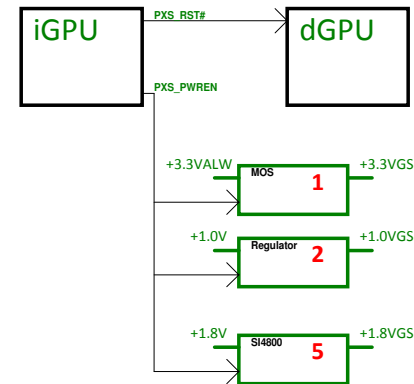 PXS_RST#
iGPU
dGPU
PXS_PWREN
+3.3VALW
MOS
1
+3.3VGS
+1.0V
Regulator
2
+1.0VGS
+1.8V
SI4800
5
+1.8VGS